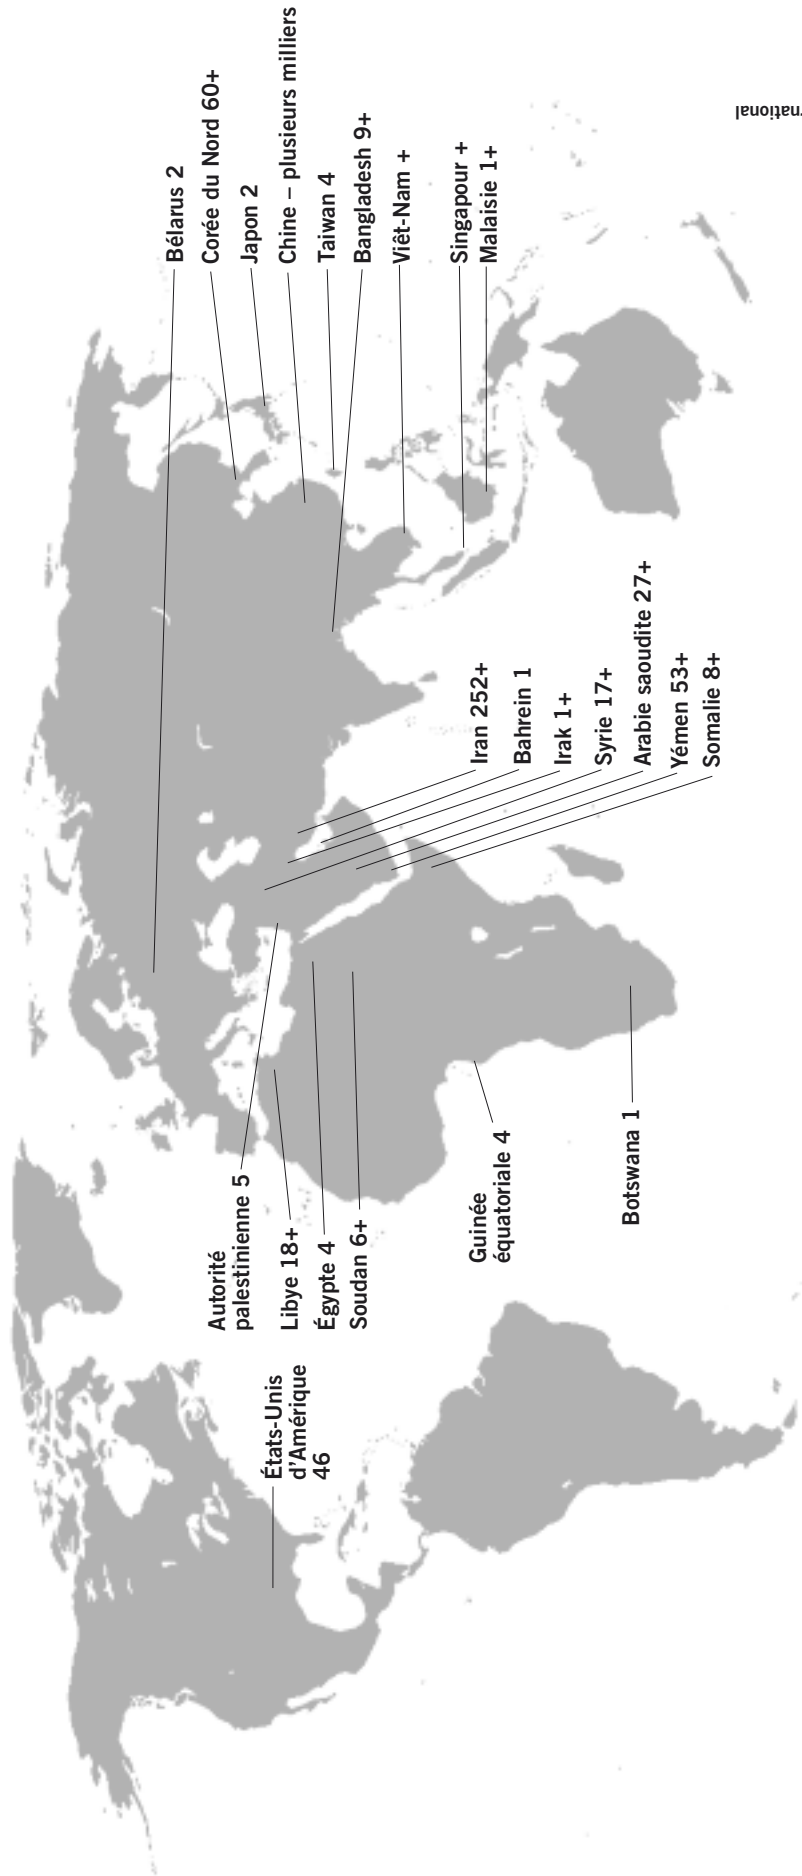 États-Unis
d'Amérique
46
Autorité
palestinienne 5
Libye 18+
Égypte 4
Soudan 6+
Guinée
équatoriale 4
Botswana 1
Iran 252+
Bahrein 1
Irak 1+
Syrie 17+
Arabie saoudite 27+
Yémen 53+
Somalie 8+
Bélarus 2
Corée du Nord 60+
Japon 2
Chine – plusieurs milliers
Taiwan 4
Bangladesh 9+
Viêt-Nam +
Singapour +
Malaisie 1+